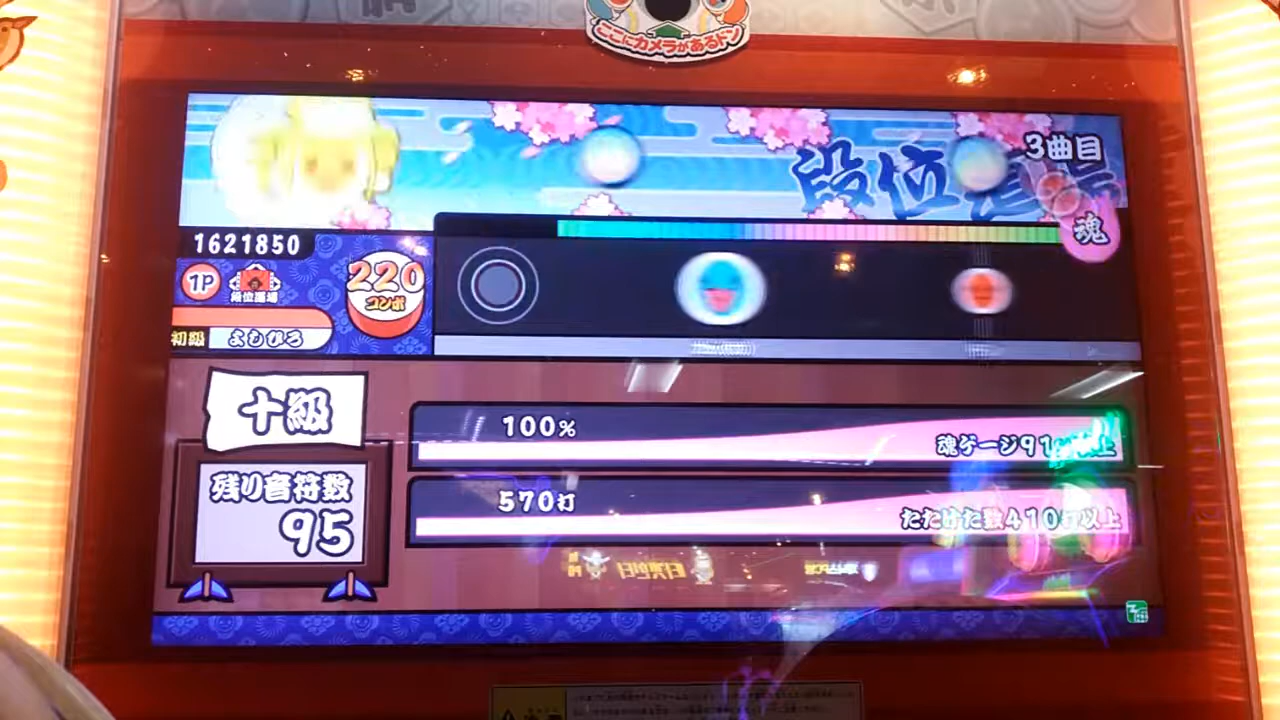 ここにカメラがあるドン
3曲目
段位道場
魂
1621850
1P
段位道場
220
コンボ
初級
よしひろ
十級
100%
魂ゲージ91
残り音符数
95
570打
たたけた数410打以上